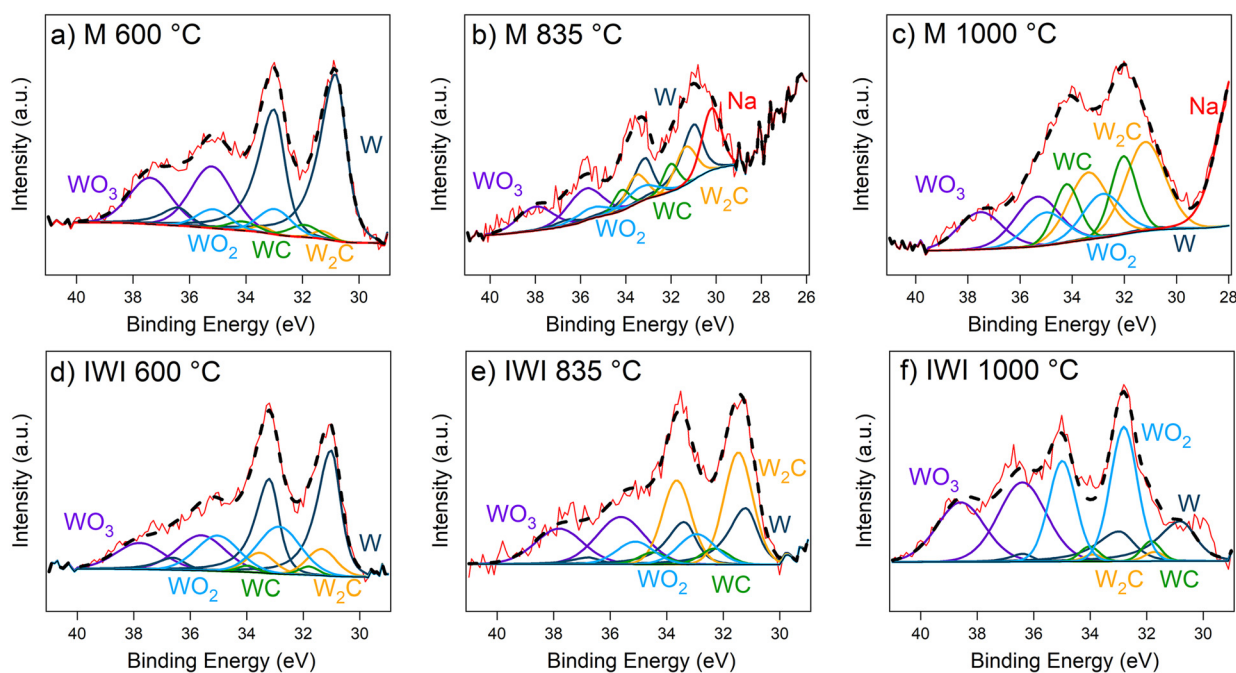 a) M 600 °C
Intensity (a.u.)
WO3
WO2
WC
W2C
W
40 38 36 34 32 30
Binding Energy (eV)
b) M 835 °C
Intensity (a.u.)
WO3
WO2
WC
W2C
W
Na
40 38 36 34 32 30 28 26
Binding Energy (eV)
c) M 1000 °C
Intensity (a.u.)
WO3
WC
W2C
WO2
W
Na
40 38 36 34 32 30 28
Binding Energy (eV)
d) IWI 600 °C
Intensity (a.u.)
WO3
WO2
WC
W2C
W
40 38 36 34 32 30
Binding Energy (eV)
e) IWI 835 °C
Intensity (a.u.)
WO3
WO2
WC
W2C
W
40 38 36 34 32 30
Binding Energy (eV)
f) IWI 1000 °C
Intensity (a.u.)
WO3
WO2
W
W2C
WC
40 38 36 34 32 30
Binding Energy (eV)